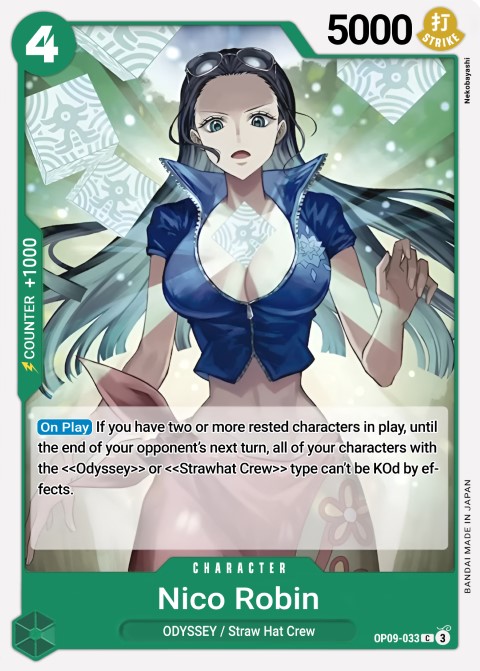 4
5000
打
STRIKE
Nekobayashi
COUNTER +1000
On Play If you have two or more rested characters in play, until
the end of your opponent's next turn, all of your characters with
the <<Odyssey>> or <<Strawhat Crew>> type can't be KOd by ef-
fects.
BANDAI MADE IN JAPAN
CHARACTER
Nico Robin
ODYSSEY / Straw Hat Crew
OP09-033 C 3